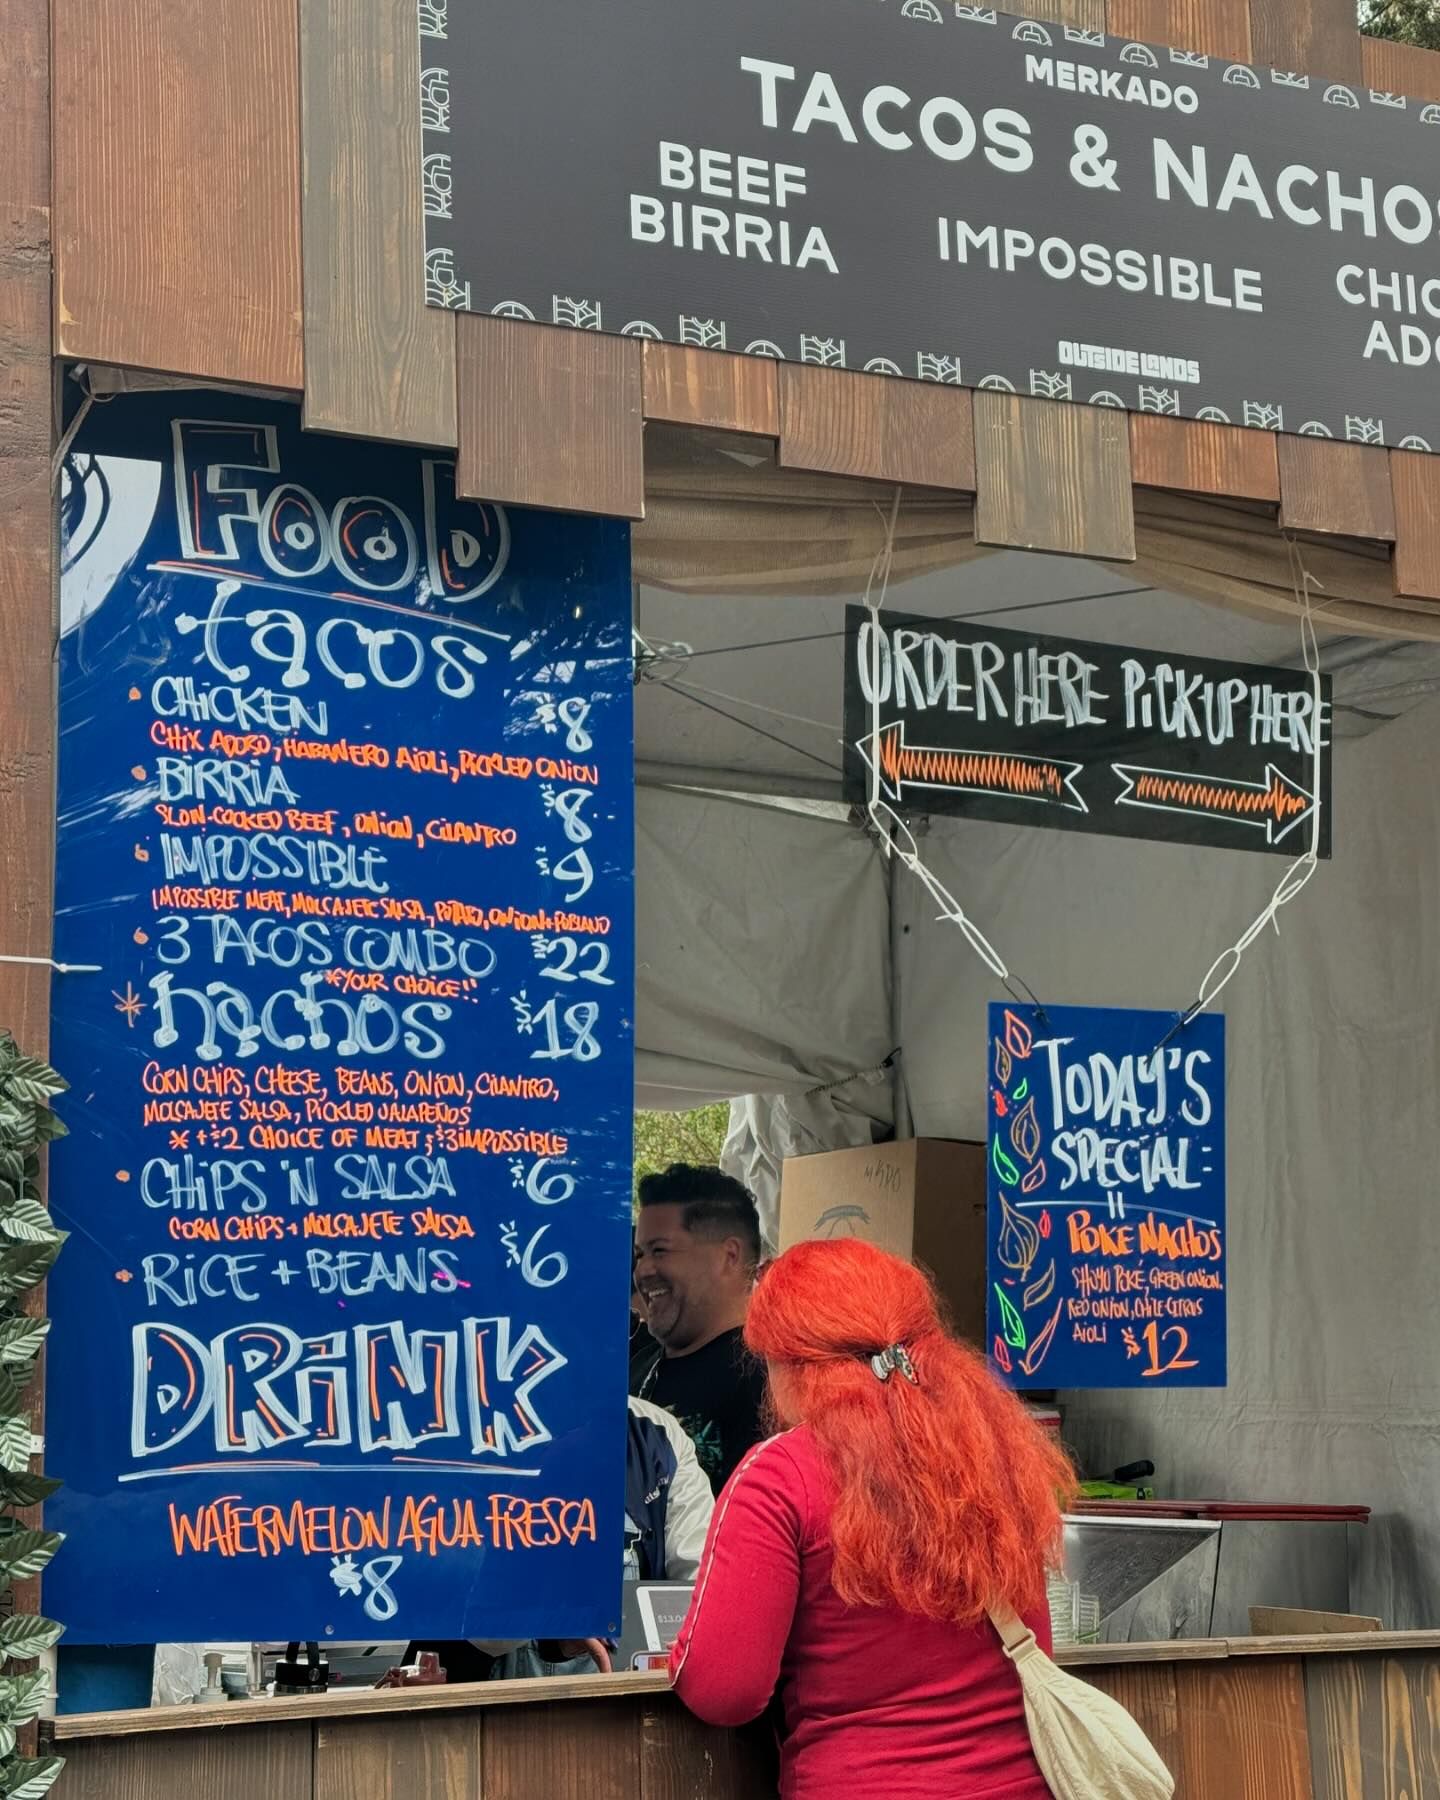 MERKADO
TACOS & NACHOS
BEEF
BIRRIA
IMPOSSIBLE
CHIC
ADO
OUTSIDE LANDS
FOOD
tacos
CHICKEN $8
CHIX ADOBO, HABANERO AIOLI, PICKLED ONION
BIRRIA $8
SLOW-COOKED BEEF, ONION, CILANTRO
IMPOSSIBLE $9
IMPOSSIBLE MEAT, MOLCAJETE SALSA, POTATO, ONION + POBLANO
3 TACOS COMBO $22
*YOUR CHOICE!!
* nachos $18
CORN CHIPS, CHEESE, BEANS, ONION, CILANTRO,
MOLCAJETE SALSA, PICKLED JALAPEÑOS
* +$2 CHOICE OF MEAT; $3 IMPOSSIBLE
CHIPS 'N SALSA $6
CORN CHIPS + MOLCAJETE SALSA
RICE + BEANS $6
DRINK
WATERMELON AGUA FRESCA
$8
ORDER HERE PICKUP HERE
TODAY'S
SPECIAL:
POKE NACHOS
SHOYU POKÉ, GREEN ONION,
RED ONION, CHILE CITRUS
AIOLI $12